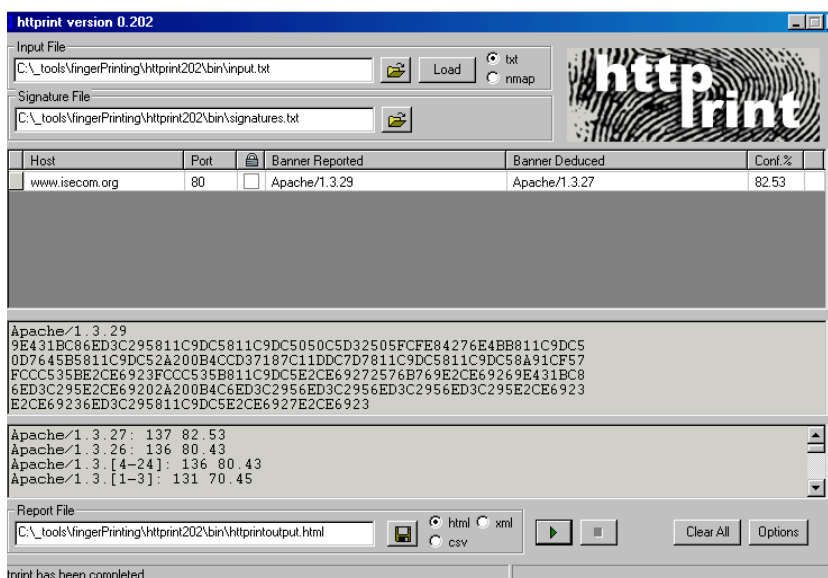 httprint version 0.202
Input File
C:\_tools\fingerPrinting\httprint202\bin\input.txt
Load
txt
nmap
http
rint
Signature File
C:\_tools\fingerPrinting\httprint202\bin\signatures.txt
Host Port Banner Reported Banner Deduced Conf.%
www.isecom.org 80 Apache/1.3.29 Apache/1.3.27 82.53
Apache/1.3.29
9E431BC86ED3C295811C9DC5811C9DC5050C5D32505FCFE84276E4BB811C9DC5
0D7645B5811C9DC52A200B4CCD37187C11DDC7D7811C9DC5811C9DC58A91CF57
FCCC535BE2CE6923FCCC535B811C9DC5E2CE69272576B769E2CE69269E431BC8
6ED3C295E2CE69202A200B4C6ED3C2956ED3C2956ED3C2956ED3C295E2CE6923
E2CE69236ED3C295811C9DC5E2CE6927E2CE6923
Apache/1.3.27: 137 82.53
Apache/1.3.26: 136 80.43
Apache/1.3.[4-24]: 136 80.43
Apache/1.3.[1-3]: 131 70.45
Report File
C:\_tools\fingerPrinting\httprint202\bin\httprintoutput.html
html
xml
csv
Clear All
Options
tprint has been completed